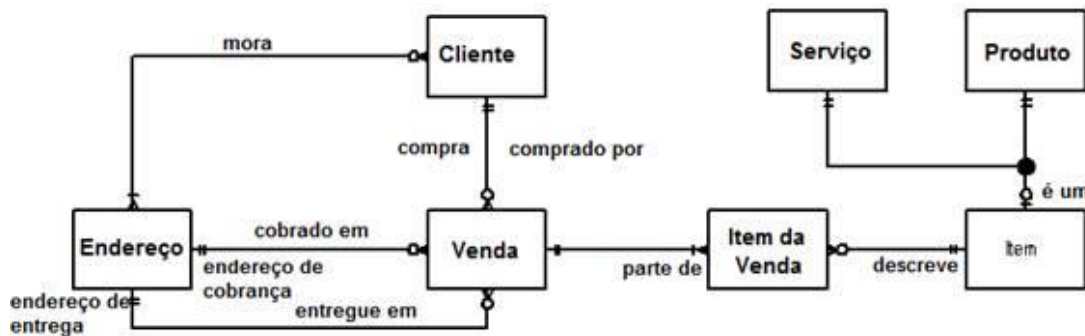 mora
Cliente
Serviço
Produto
compra
comprado por
é um
Endereço
cobrado em
Venda
Item da
Venda
Item
endereço de
cobrança
parte de
descreve
endereço de
entrega
entregue em